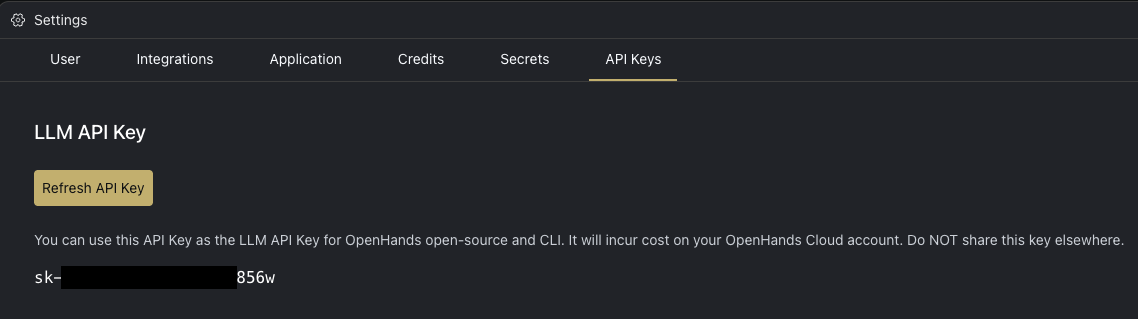 Settings
User Integrations Application Credits Secrets API Keys
LLM API Key
Refresh API Key
You can use this API Key as the LLM API Key for OpenHands open-source and CLI. It will incur cost on your OpenHands Cloud account. Do NOT share this key elsewhere.
sk- 856w